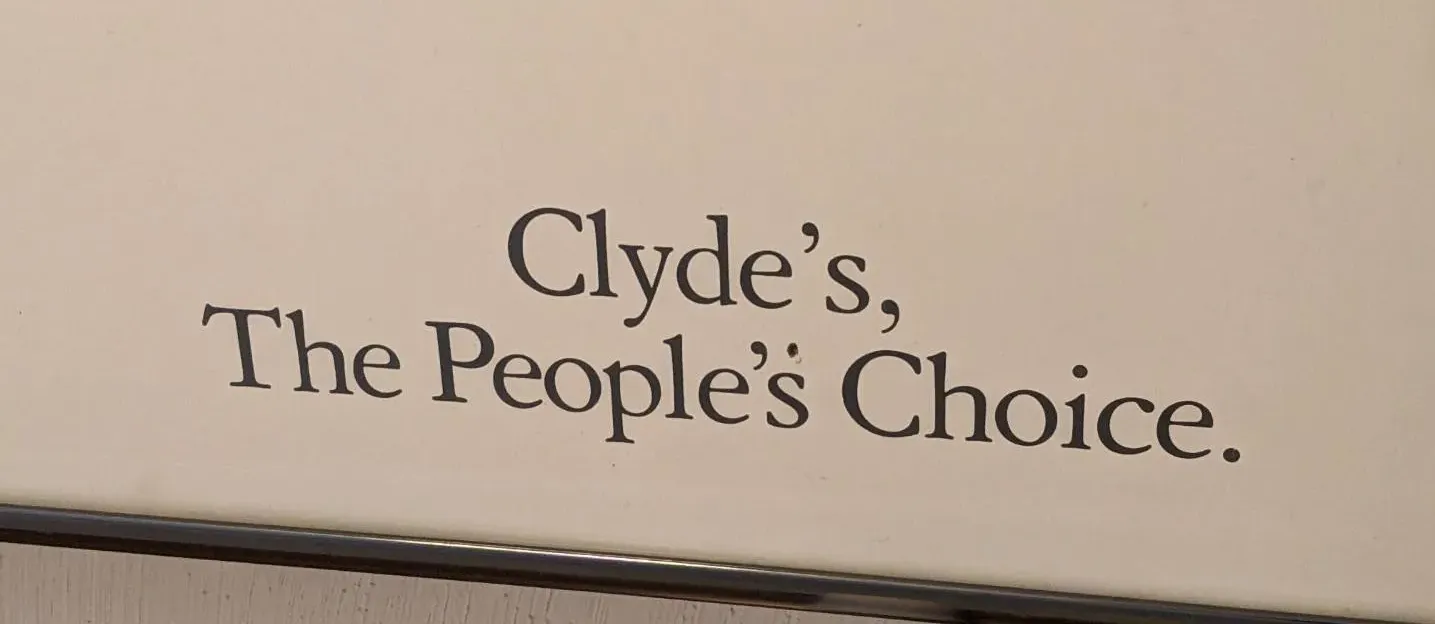 Clyde’s,
The People’s Choice.